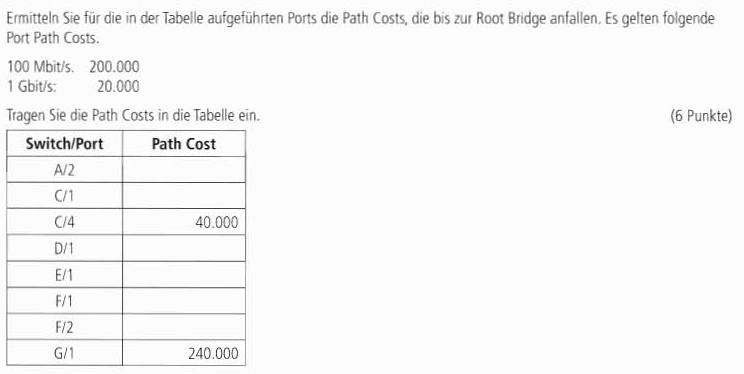 Ermitteln Sie für die in der Tabelle aufgeführten Ports die Path Costs, die bis zur Root Bridge anfallen. Es gelten folgende
Port Path Costs.
100 Mbit/s. 200.000
1 Gbit/s: 20.000
Tragen Sie die Path Costs in die Tabelle ein. (6 Punkte)
Switch/Port Path Cost
A/2
C/1
C/4 40.000
D/1
E/1
F/1
F/2
G/1 240.000